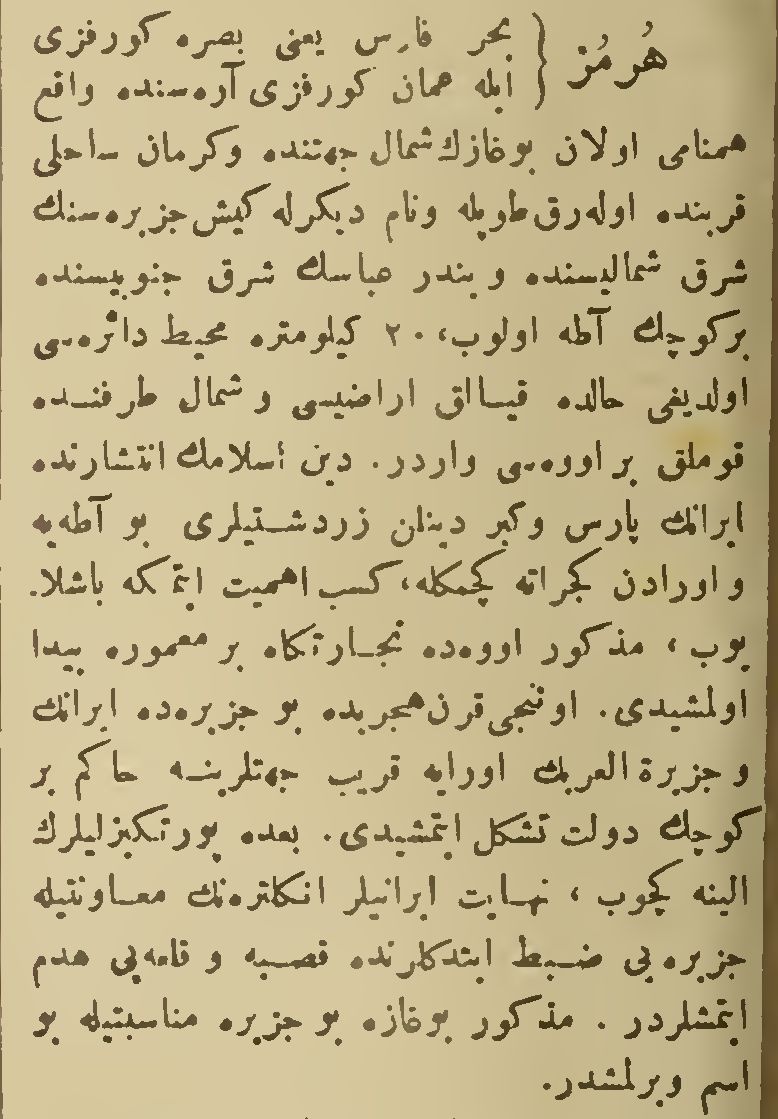 هُرمُز { بحر فارس یعنی بصره کورفزی
ایله عمان کورفزی آره‌سنده واقع
همنامی اولان بوغازك شمال جهتنده وکرمان ساحلی
قربنده اوله‌رق طوپله ونام دیکرله کیش جزیره‌سنك
شرق شمالیسنده و بندر عباسك شرق جنوبیسنده
برکوچك آطه اولوب، ۲۰ کیلومتره محیط دائره‌سی
اولدیغی حالده قیالق اراضیسی و شمال طرفنده
قوملق بر اووه‌سی واردر. دین اسلامك انتشارنده
ایرانك پارس وکبر دینلن زردشتیلری بو آطه‌یه
و اورادن کجراته کچمکله، کسب اهمیت ایتمکه باشلا.
یوب، مذکور اووه‌ده تجارتکاه بر معموره پیدا
اولمشیدی. اوننجی قرن هجریده بو جزیره‌ده ایرانك
و جزیرة العربك اورایه قریب جهتلرینه حاکم بر
کوچك دولت تشکل ایتمشیدی. بعده پورتکیزلیلرك
الینه کچوب، نهایت ایرانیلر انکلتره‌نك معاونتیله
جزیره‌یی ضبط ایتدکلرنده قصبه و قلعه‌یی هدم
ایتمشلردر. مذکور بوغازه بو جزیره مناسبتیله بو
اسم ویرلمشدر.